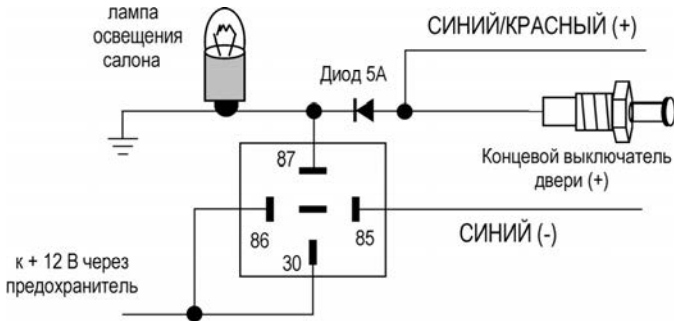 лампа
освещения
салона
СИНИЙ/КРАСНЫЙ (+)
Диод 5А
Концевой выключатель
двери (+)
87
86
85
30
СИНИЙ (-)
к + 12 В через
предохранитель